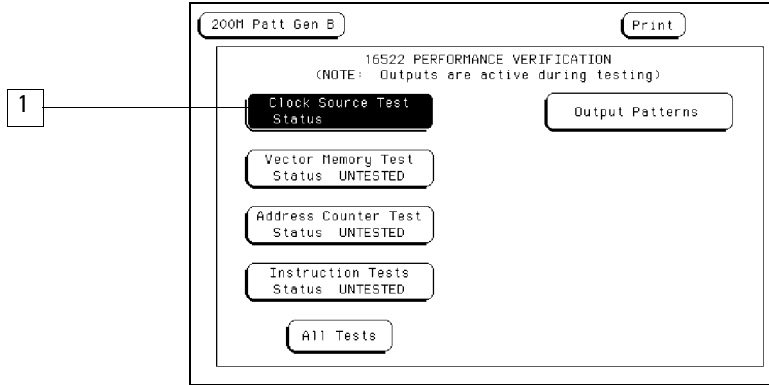 200M Patt Gen B
Print
16522 PERFORMANCE VERIFICATION
(NOTE: Outputs are active during testing)
1
Clock Source Test
Status
Output Patterns
Vector Memory Test
Status UNTESTED
Address Counter Test
Status UNTESTED
Instruction Tests
Status UNTESTED
All Tests